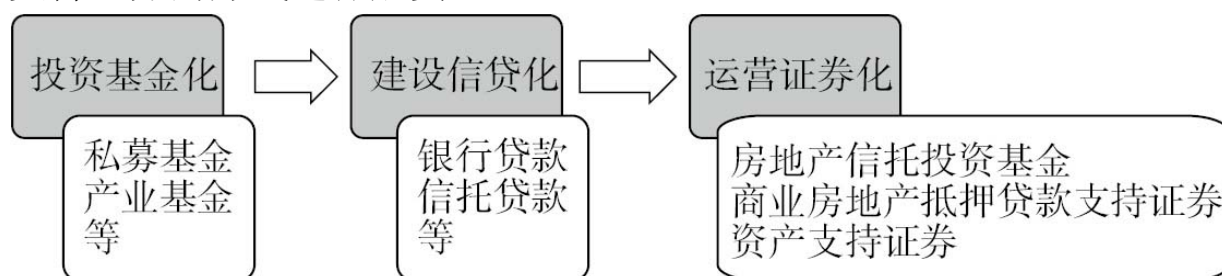 投资基金化
建设信贷化
运营证券化
私募基金
产业基金
等
银行贷款
信托贷款
等
房地产信托投资基金
商业房地产抵押贷款支持证券
资产支持证券